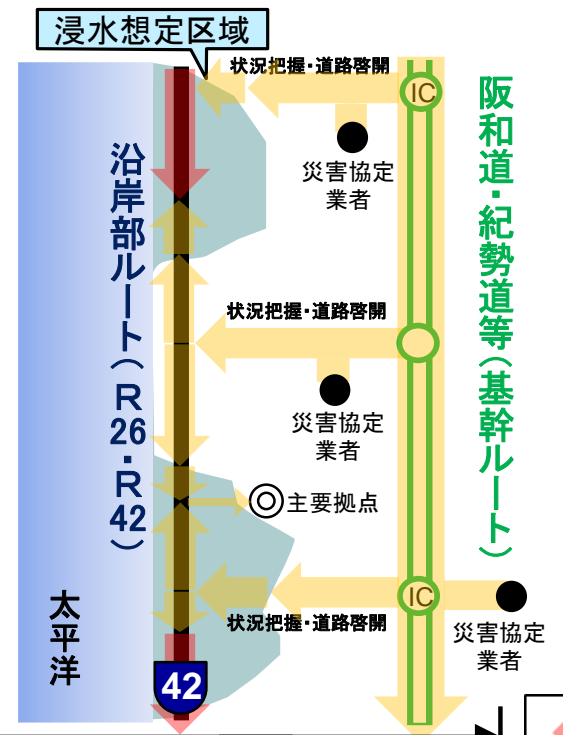 浸水想定区域
状況把握・道路啓開
IC
災害協定
業者
阪和道・紀勢道等(基幹ルート)
沿岸部ルート(R26・R42)
状況把握・道路啓開
災害協定
業者
主要拠点
IC
状況把握・道路啓開
災害協定
業者
太平洋
42